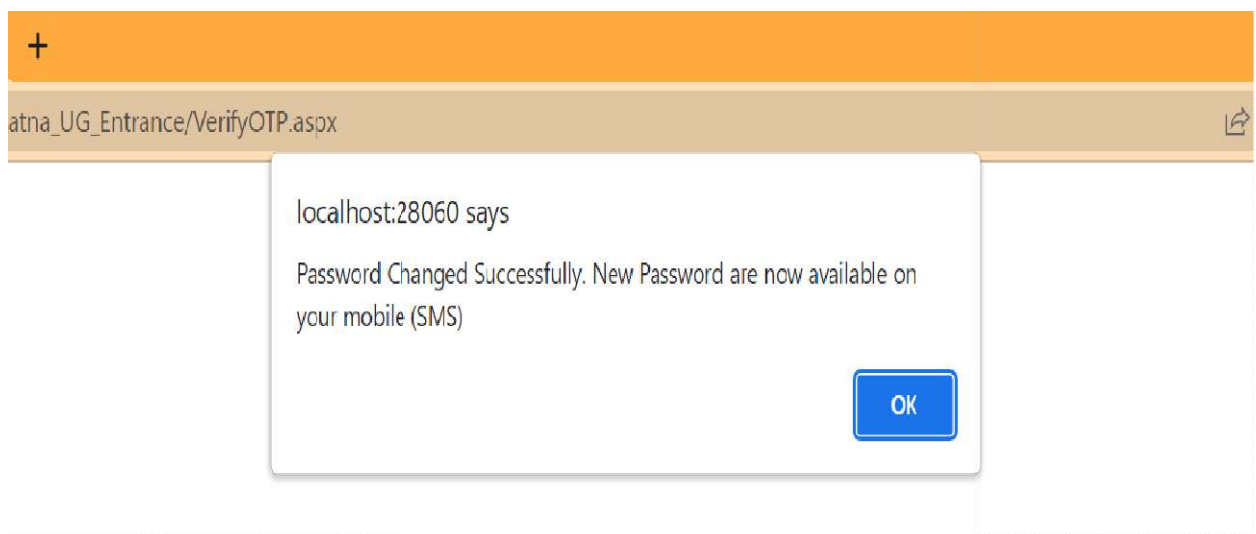 +
atna_UG_Entrance/VerifyOTP.aspx
localhost:28060 says
Password Changed Successfully. New Password are now available on
your mobile (SMS)
OK